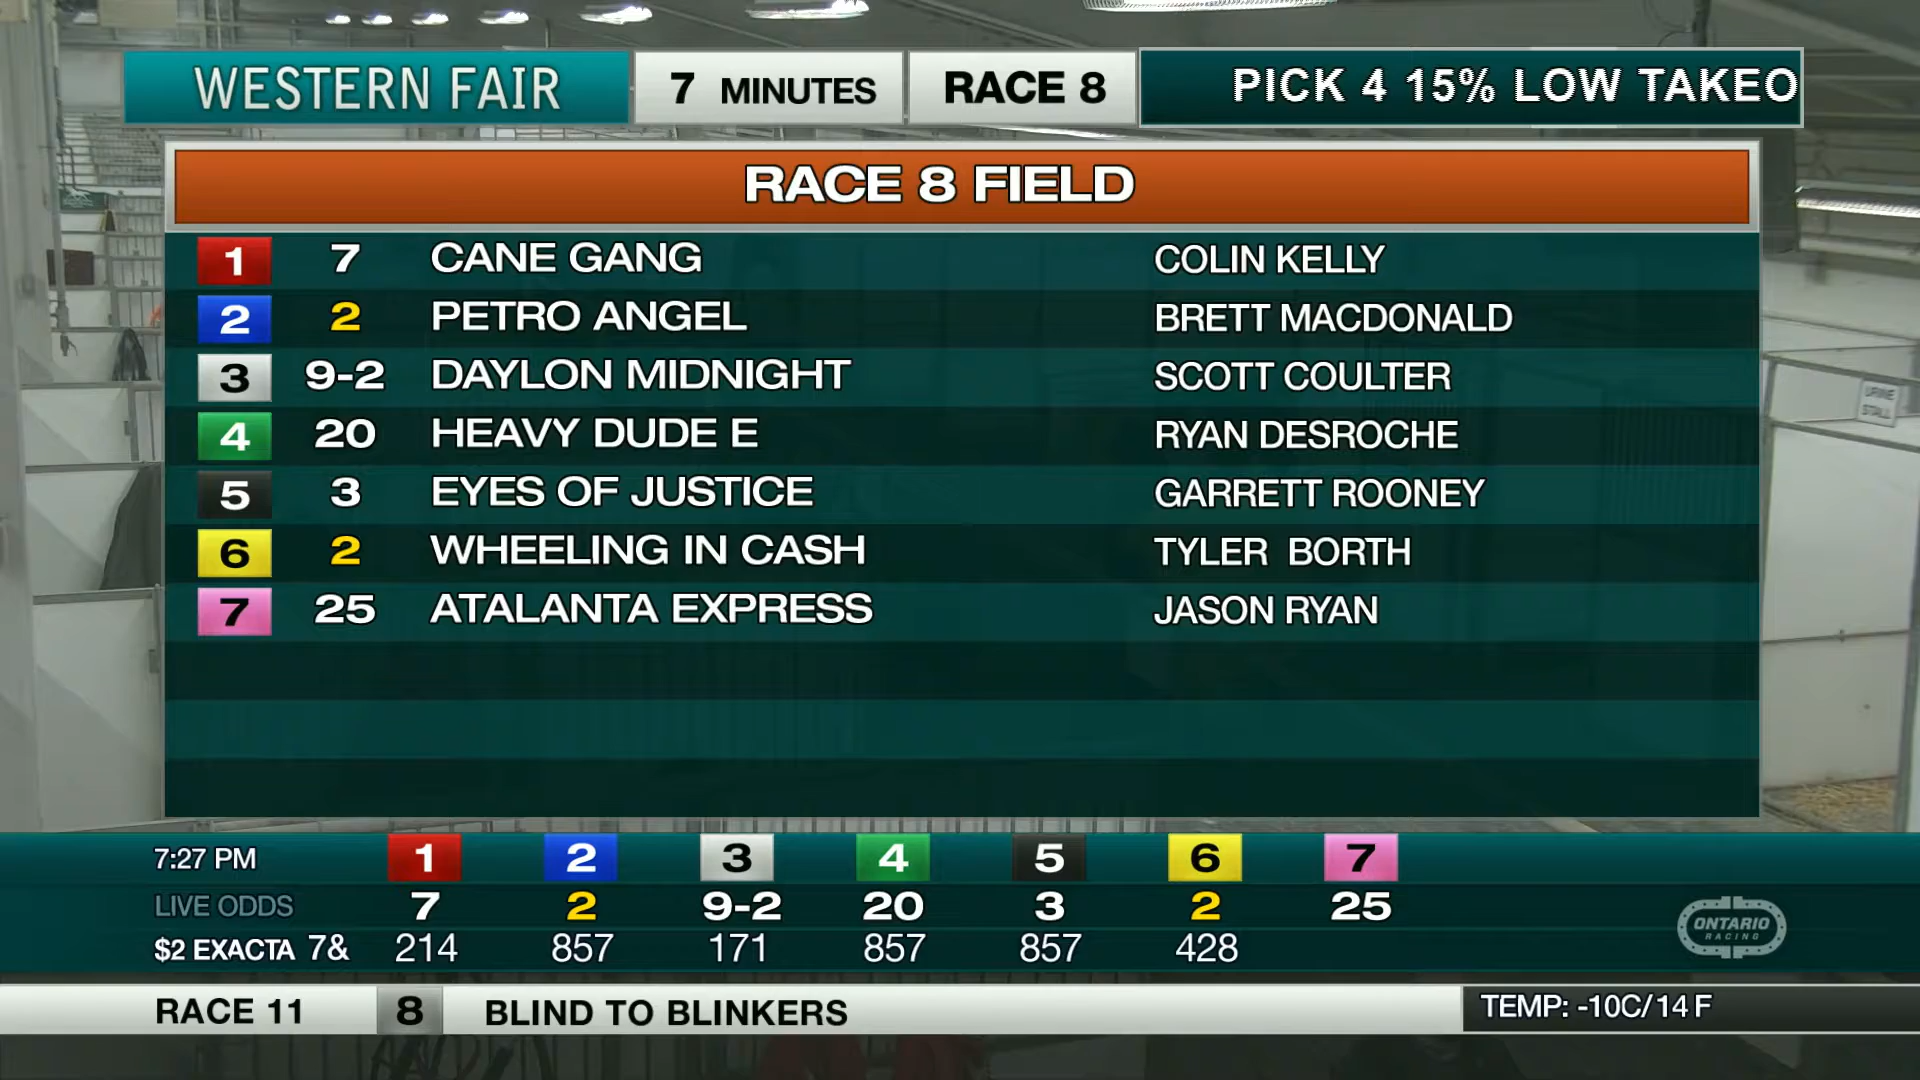 WESTERN FAIR 7 MINUTES RACE 8 PICK 4 15% LOW TAKEO
RACE 8 FIELD
1 7 CANE GANG COLIN KELLY
2 2 PETRO ANGEL BRETT MACDONALD
3 9-2 DAYLON MIDNIGHT SCOTT COULTER
4 20 HEAVY DUDE E RYAN DESROCHE
5 3 EYES OF JUSTICE GARRETT ROONEY
6 2 WHEELING IN CASH TYLER BORTH
7 25 ATALANTA EXPRESS JASON RYAN
URINE
STALL
7:27 PM 1 2 3 4 5 6 7
LIVE ODDS 7 2 9-2 20 3 2 25
$2 EXACTA 7& 214 857 171 857 857 428
ONTARIO
RACING
RACE 11 8 BLIND TO BLINKERS TEMP: -10C/14 F